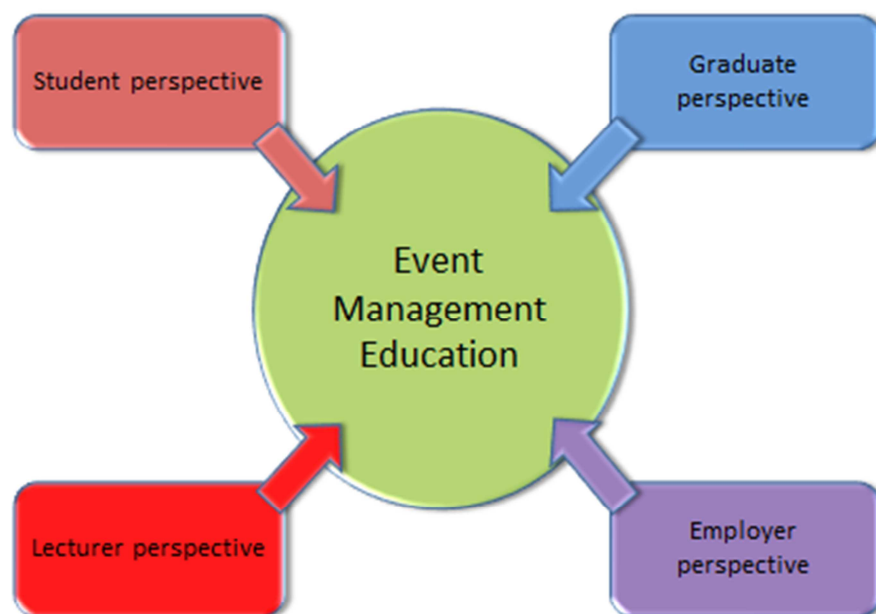 Student perspective
Graduate
perspective
Event
Management
Education
Lecturer perspective
Employer
perspective